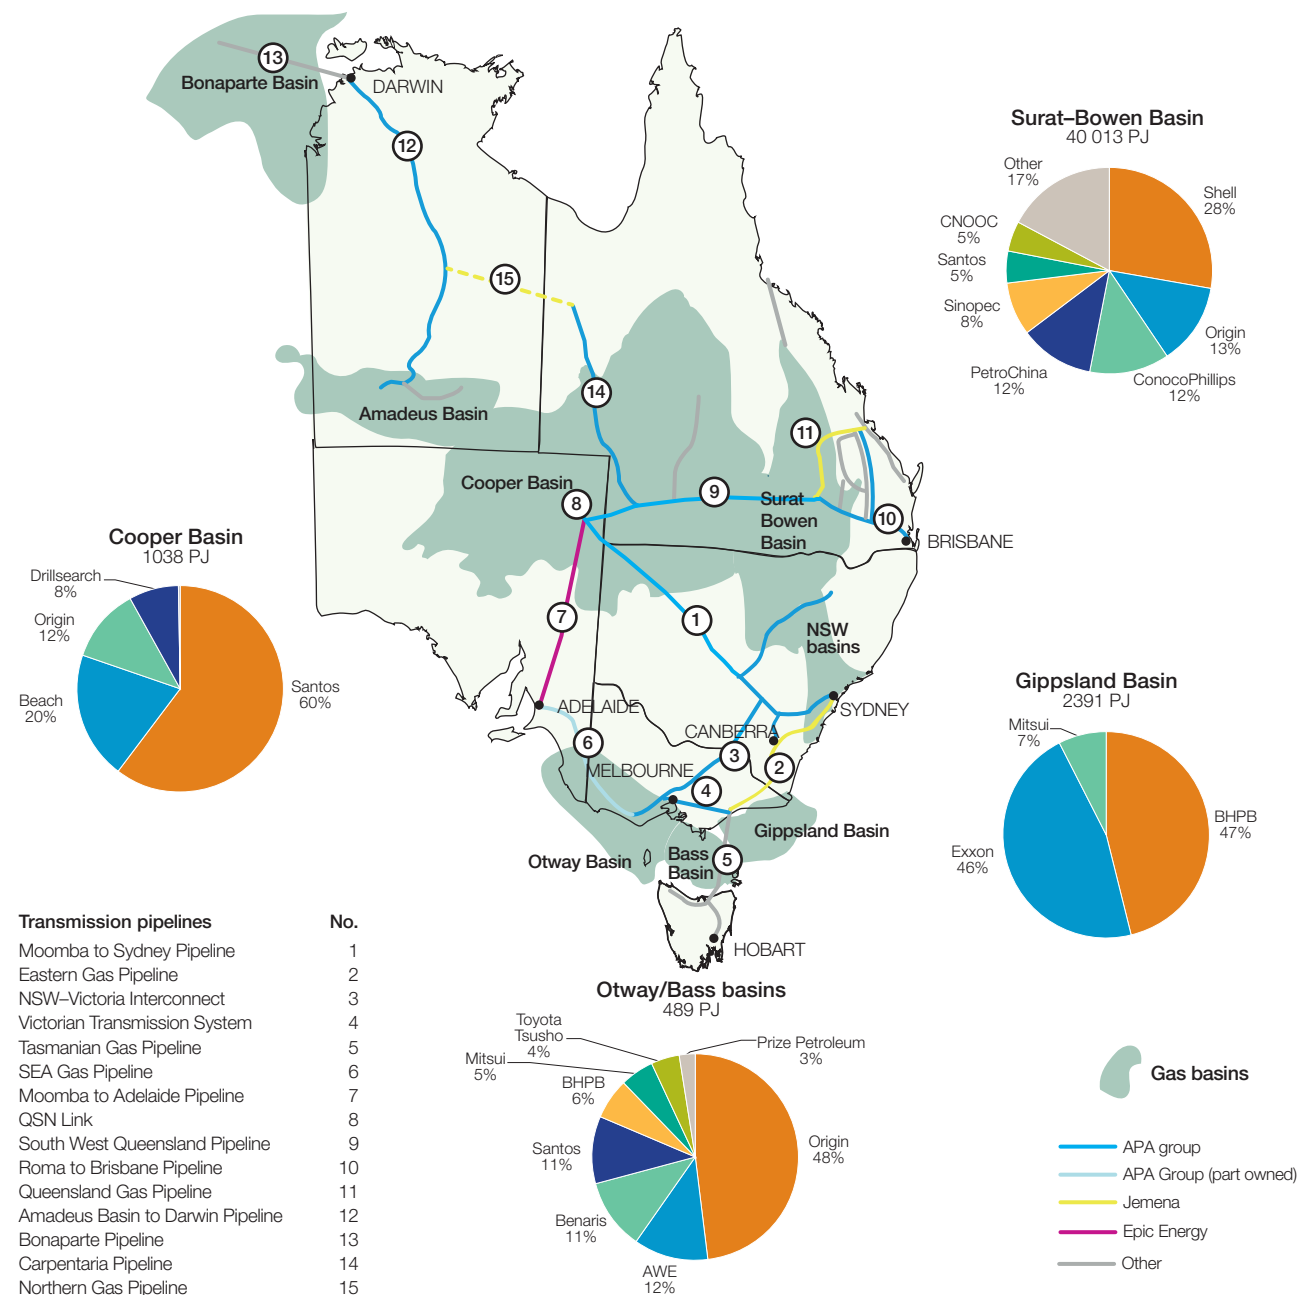 13
Bonaparte Basin
DARWIN
12
15
14
Amadeus Basin
11
Cooper Basin
8
9
Surat
Bowen
Basin
10
BRISBANE
7
1
NSW
basins
ADELAIDE
SYDNEY
CANBERRA
6
MELBOURNE
3
2
4
Gippsland Basin
Otway Basin
Bass
Basin
5
HOBART
Surat–Bowen Basin
40 013 PJ
Other
17%
Shell
28%
CNOOC
5%
Santos
5%
Sinopec
8%
Origin
13%
PetroChina
12%
ConocoPhillips
12%
Cooper Basin
1038 PJ
Drillsearch
8%
Origin
12%
Beach
20%
Santos
60%
Gippsland Basin
2391 PJ
Mitsui
7%
BHPB
47%
Exxon
46%
Transmission pipelines No.
Moomba to Sydney Pipeline 1
Eastern Gas Pipeline 2
NSW–Victoria Interconnect 3
Victorian Transmission System 4
Tasmanian Gas Pipeline 5
SEA Gas Pipeline 6
Moomba to Adelaide Pipeline 7
QSN Link 8
South West Queensland Pipeline 9
Roma to Brisbane Pipeline 10
Queensland Gas Pipeline 11
Amadeus Basin to Darwin Pipeline 12
Bonaparte Pipeline 13
Carpentaria Pipeline 14
Northern Gas Pipeline 15
Otway/Bass basins
489 PJ
Toyota
Tsusho
4%
Prize Petroleum
3%
Mitsui
5%
BHPB
6%
Santos
11%
Origin
48%
Benaris
11%
AWE
12%
Gas basins
APA group
APA Group (part owned)
Jemena
Epic Energy
Other